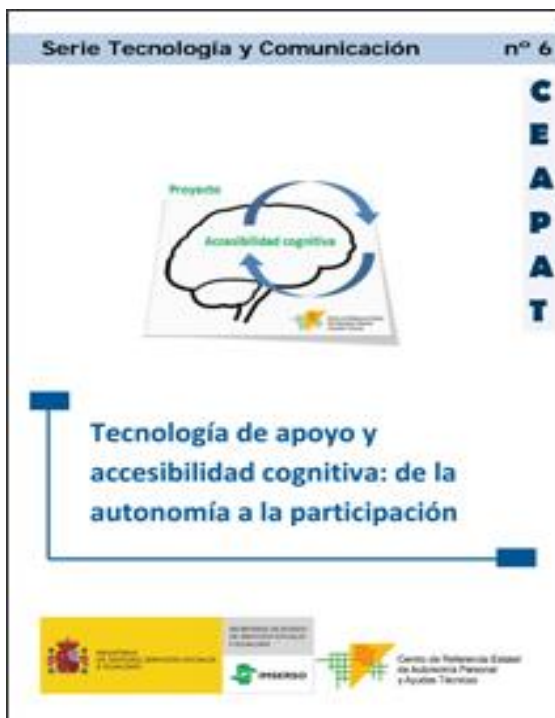 Serie Tecnología y Comunicación nº 6
CEAPAT
Proyecto
Accesibilidad cognitiva
Tecnología de apoyo y
accesibilidad cognitiva: de la
autonomía a la participación
IMSERSO
Centro de Referencia Estatal
de Autonomía Personal
y Ayudas Técnicas